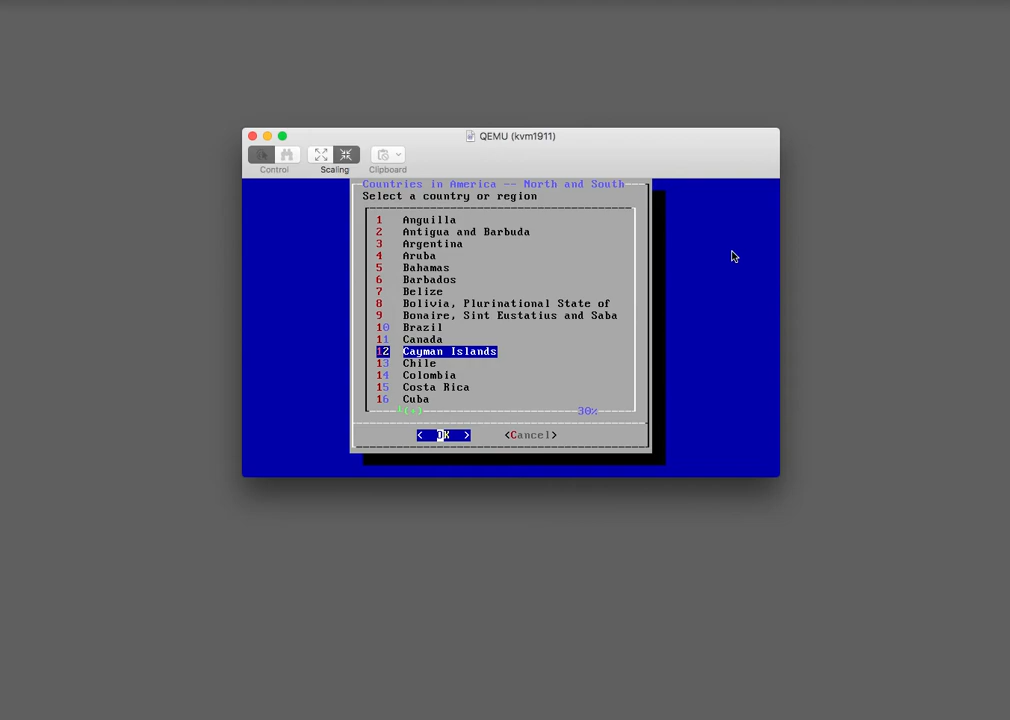 QEMU (kvm1911)
Control
Scaling
Clipboard
Countries in America -- North and South
Select a country or region
1 Anguilla
2 Antigua and Barbuda
3 Argentina
4 Aruba
5 Bahamas
6 Barbados
7 Belize
8 Bolivia, Plurinational State of
9 Bonaire, Sint Eustatius and Saba
10 Brazil
11 Canada
12 Cayman Islands
13 Chile
14 Colombia
15 Costa Rica
16 Cuba
└(+) 30%
< OK > <Cancel>